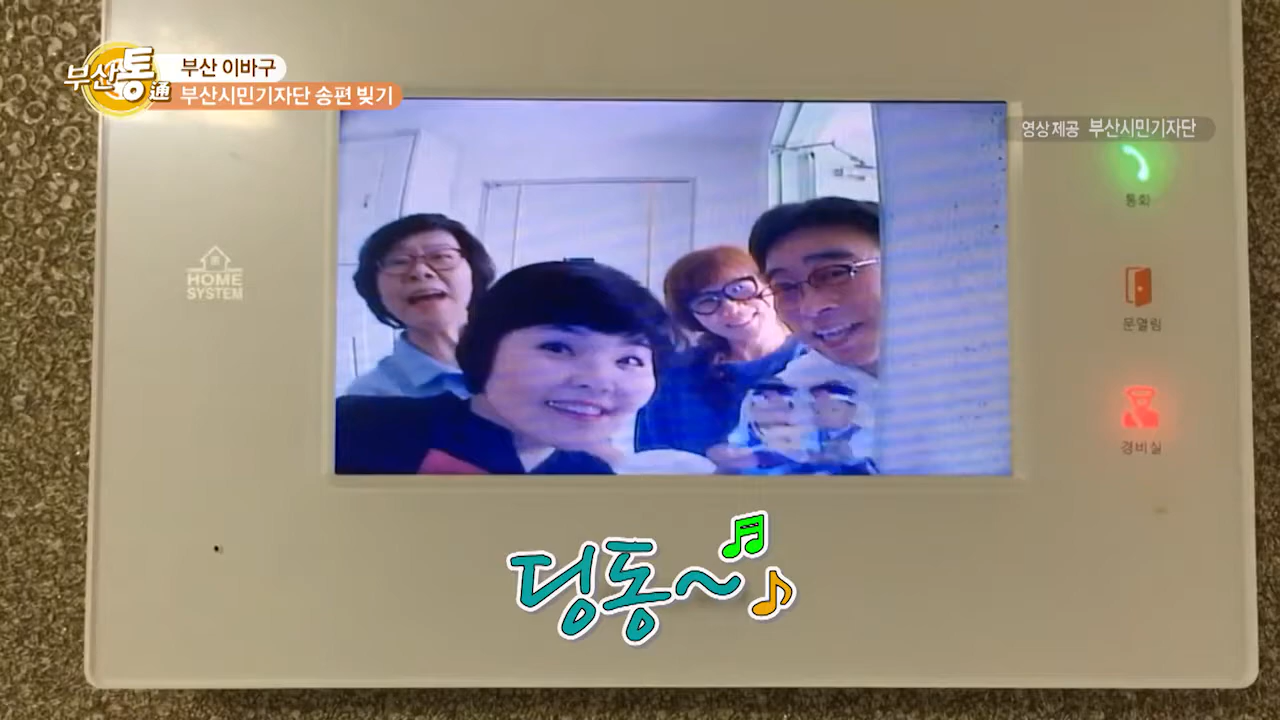 부산통通
부산 이바구
부산시민기자단 송편 빚기
영상제공 부산시민기자단
통화
HOME
SYSTEM
문열림
경비실
딩동~